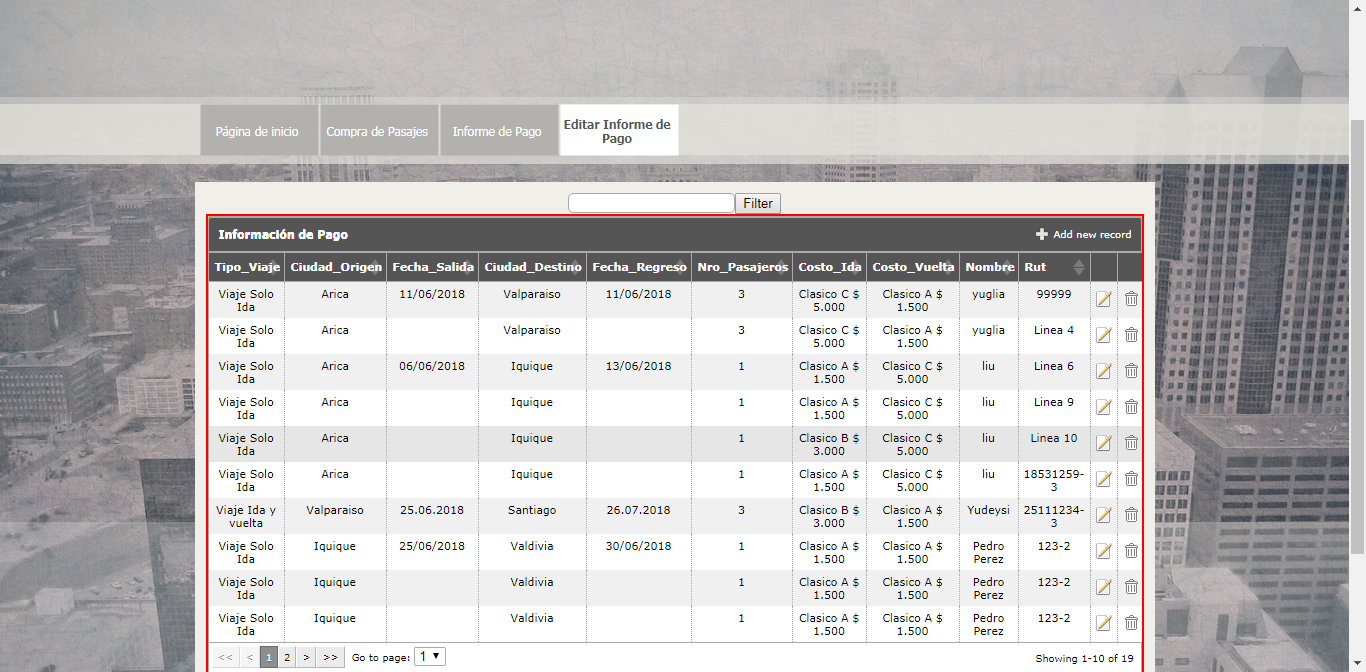 Página de inicio Compra de Pasajes Informe de Pago Editar Informe de
Pago
Filter
Información de Pago Add new record
Tipo_Viaje Ciudad_Origen Fecha_Salida Ciudad_Destino Fecha_Regreso Nro_Pasajeros Costo_Ida Costo_Vuelta Nombre Rut
Viaje Solo Arica 11/06/2018 Valparaiso 11/06/2018 3 Clasico C $ Clasico A $ yuglia 99999
Ida 5.000 1.500
Viaje Solo Arica Valparaiso 3 Clasico C $ Clasico A $ yuglia Linea 4
Ida 5.000 1.500
Viaje Solo Arica 06/06/2018 Iquique 13/06/2018 1 Clasico A $ Clasico C $ liu Linea 6
Ida 1.500 5.000
Viaje Solo Arica Iquique 1 Clasico A $ Clasico C $ liu Linea 9
Ida 1.500 5.000
Viaje Solo Arica Iquique 1 Clasico B $ Clasico C $ liu Linea 10
Ida 3.000 5.000
Viaje Solo Arica Iquique 1 Clasico A $ Clasico C $ liu 18531259-
Ida 1.500 5.000 3
Viaje Ida y Valparaiso 25.06.2018 Santiago 26.07.2018 3 Clasico B $ Clasico A $ Yudeysi 25111234-
vuelta 3.000 1.500 3
Viaje Solo Iquique 25/06/2018 Valdivia 30/06/2018 1 Clasico A $ Clasico A $ Pedro 123-2
Ida 1.500 1.500 Perez
Viaje Solo Iquique Valdivia 1 Clasico A $ Clasico A $ Pedro 123-2
Ida 1.500 1.500 Perez
Viaje Solo Iquique Valdivia 1 Clasico A $ Clasico A $ Pedro 123-2
Ida 1.500 1.500 Perez
<< < 1 2 > >> Go to page: 1 Showing 1-10 of 19